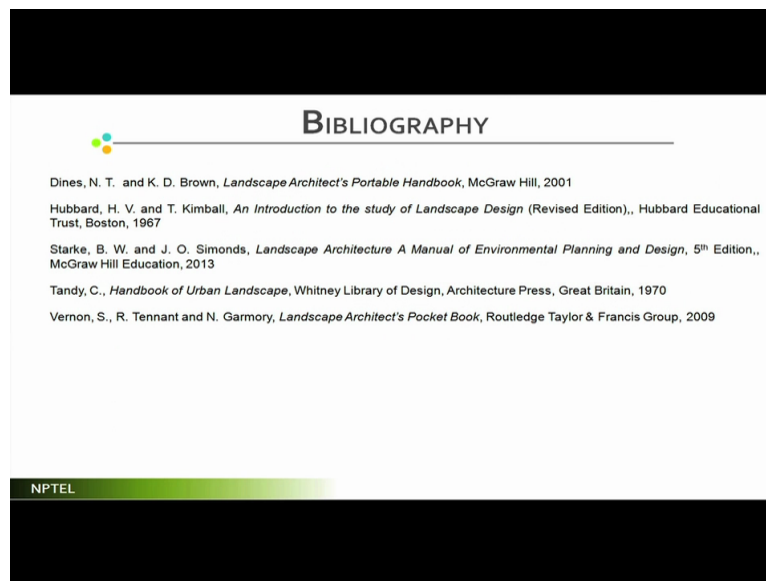 BIBLIOGRAPHY
Dines, N. T. and K. D. Brown, Landscape Architect's Portable Handbook, McGraw Hill, 2001
Hubbard, H. V. and T. Kimball, An Introduction to the study of Landscape Design (Revised Edition),, Hubbard Educational
Trust, Boston, 1967
Starke, B. W. and J. O. Simonds, Landscape Architecture A Manual of Environmental Planning and Design, 5th Edition,,
McGraw Hill Education, 2013
Tandy, C., Handbook of Urban Landscape, Whitney Library of Design, Architecture Press, Great Britain, 1970
Vernon, S., R. Tennant and N. Garmory, Landscape Architect's Pocket Book, Routledge Taylor & Francis Group, 2009
NPTEL